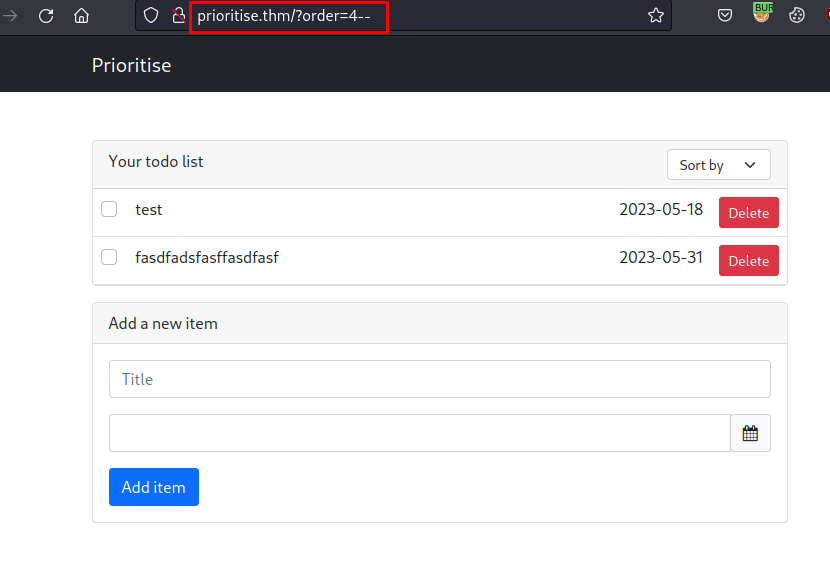 prioritise.thm/?order=4--
BUR
Prioritise
Your todo list
Sort by
test 2023-05-18 Delete
fasdfadsfasffasdfasf 2023-05-31 Delete
Add a new item
Title
Add item